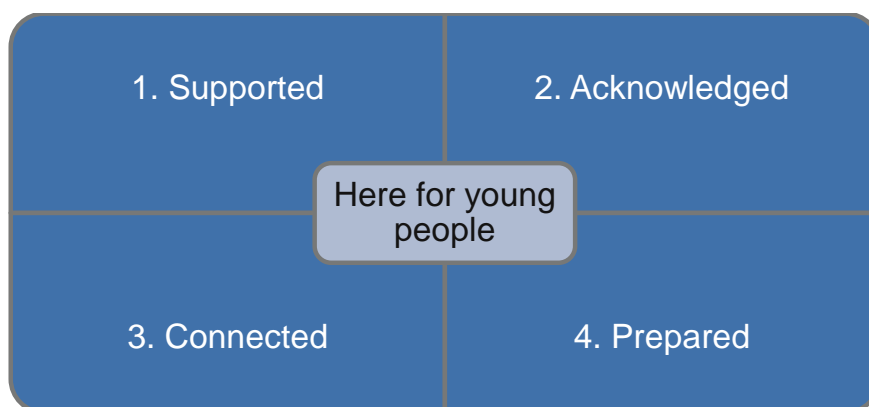 1. Supported
2. Acknowledged
Here for young
people
3. Connected
4. Prepared